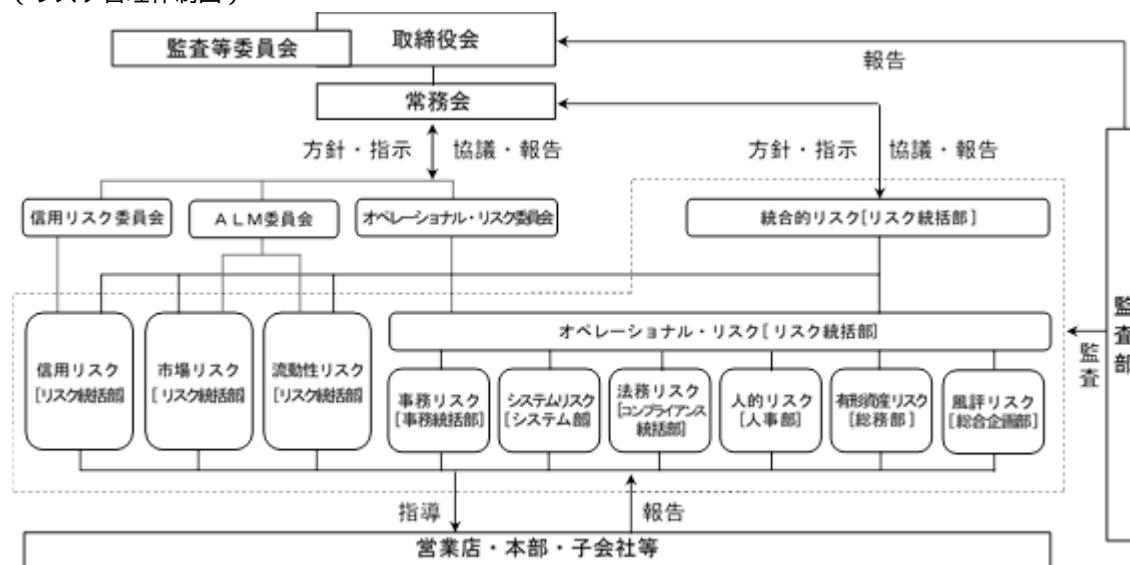 （リスク管理体制図）
監査等委員会
取締役会
報告
常務会
方針・指示
協議・報告
方針・指示
協議・報告
信用リスク委員会
ＡＬＭ委員会
オペレーショナル・リスク委員会
統合的リスク[リスク統括部]
オペレーショナル・リスク[リスク統括部]
信用リスク
[リスク統括部]
市場リスク
[リスク統括部]
流動性リスク
[リスク統括部]
事務リスク
[事務統括部]
システムリスク
[システム部]
法務リスク
[コンプライアンス
統括部]
人的リスク
[人事部]
有形資産リスク
[総務部]
風評リスク
[総合企画部]
監査
監査部
指導
報告
営業店・本部・子会社等